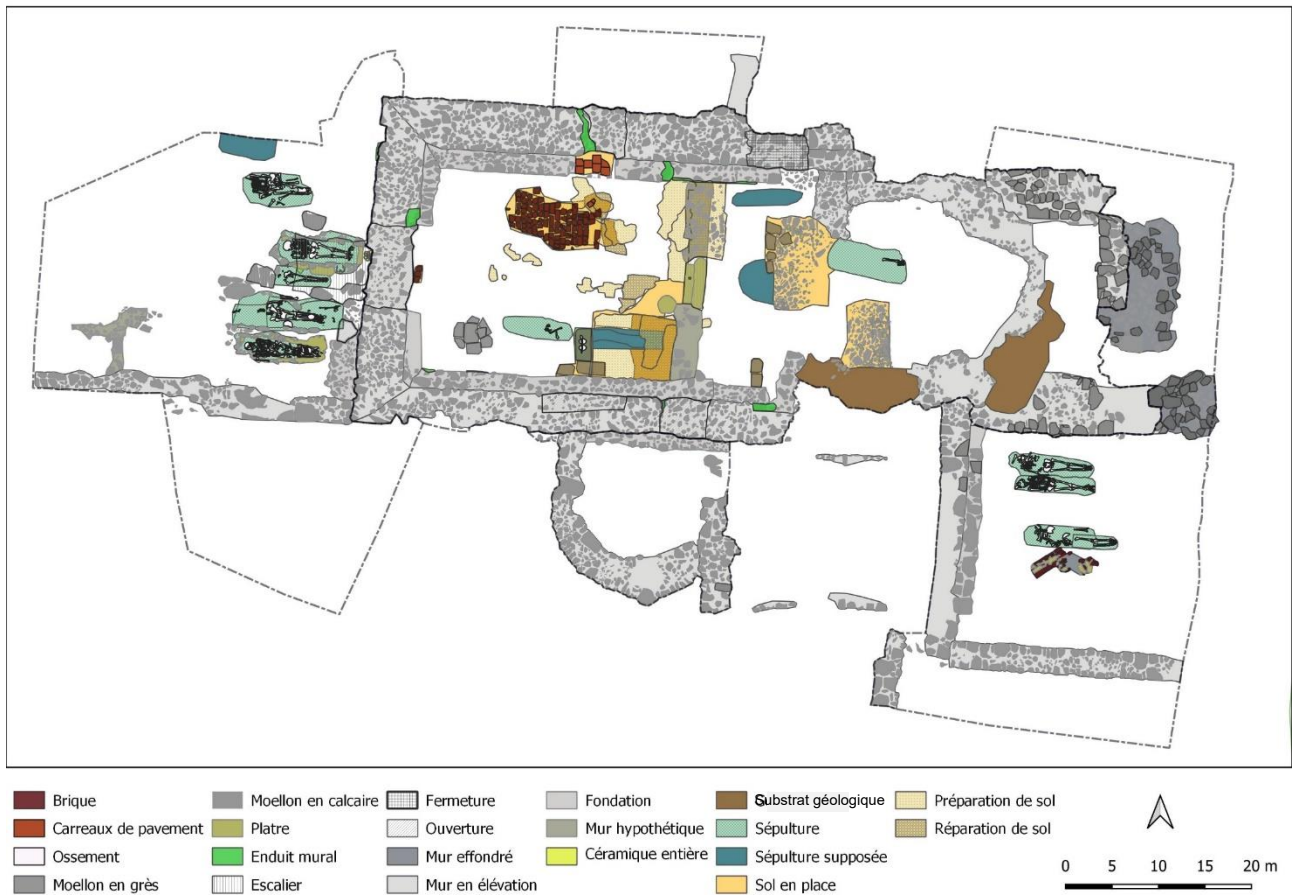 Brique
Moellon en calcaire
Fermeture
Fondation
Substrat géologique
Préparation de sol
Carreaux de pavement
Platre
Ouverture
Mur hypothétique
Sépulture
Réparation de sol
Ossement
Enduit mural
Mur effondré
Céramique entière
Sépulture supposée
Moellon en grès
Escalier
Mur en élévation
Sol en place
0 5 10 15 20 m